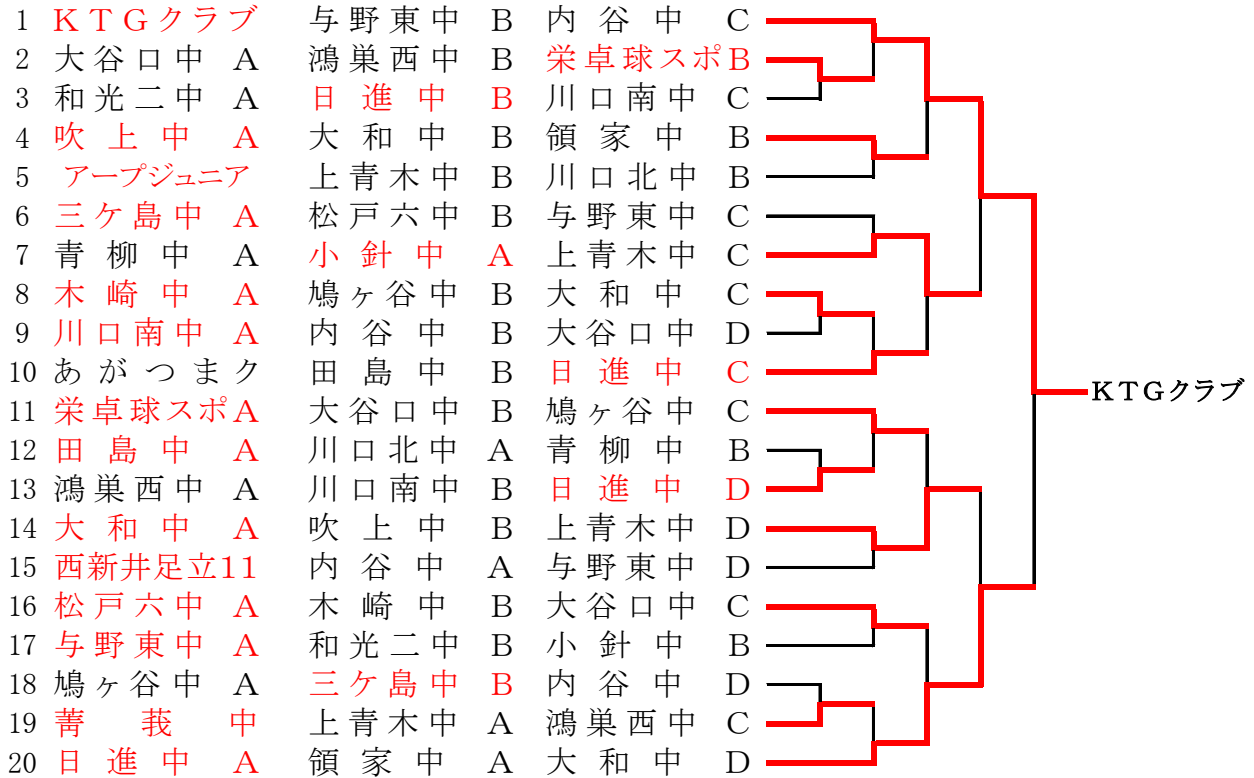 1 KTGクラブ 与野東中 B 内谷中 C
2 大谷口中 A 鴻巣西中 B 栄卓球スポB
3 和光二中 A 日進中 B 川口南中 C
4 吹上中 A 大和中 B 領家中 B
5 アープジュニア 上青木中 B 川口北中 B
6 三ケ島中 A 松戸六中 B 与野東中 C
7 青柳中 A 小針中 A 上青木中 C
8 木崎中 A 鳩ヶ谷中 B 大和中 C
9 川口南中 A 内谷中 B 大谷口中 D
10 あがつまク 田島中 B 日進中 C
KTGクラブ
11 栄卓球スポA 大谷口中 B 鳩ヶ谷中 C
12 田島中 A 川口北中 A 青柳中 B
13 鴻巣西中 A 川口南中 B 日進中 D
14 大和中 A 吹上中 B 上青木中 D
15 西新井足立11 内谷中 A 与野東中 D
16 松戸六中 A 木崎中 B 大谷口中 C
17 与野東中 A 和光二中 B 小針中 B
18 鳩ヶ谷中 A 三ケ島中 B 内谷中 D
19 菁莪中 上青木中 A 鴻巣西中 C
20 日進中 A 領家中 A 大和中 D